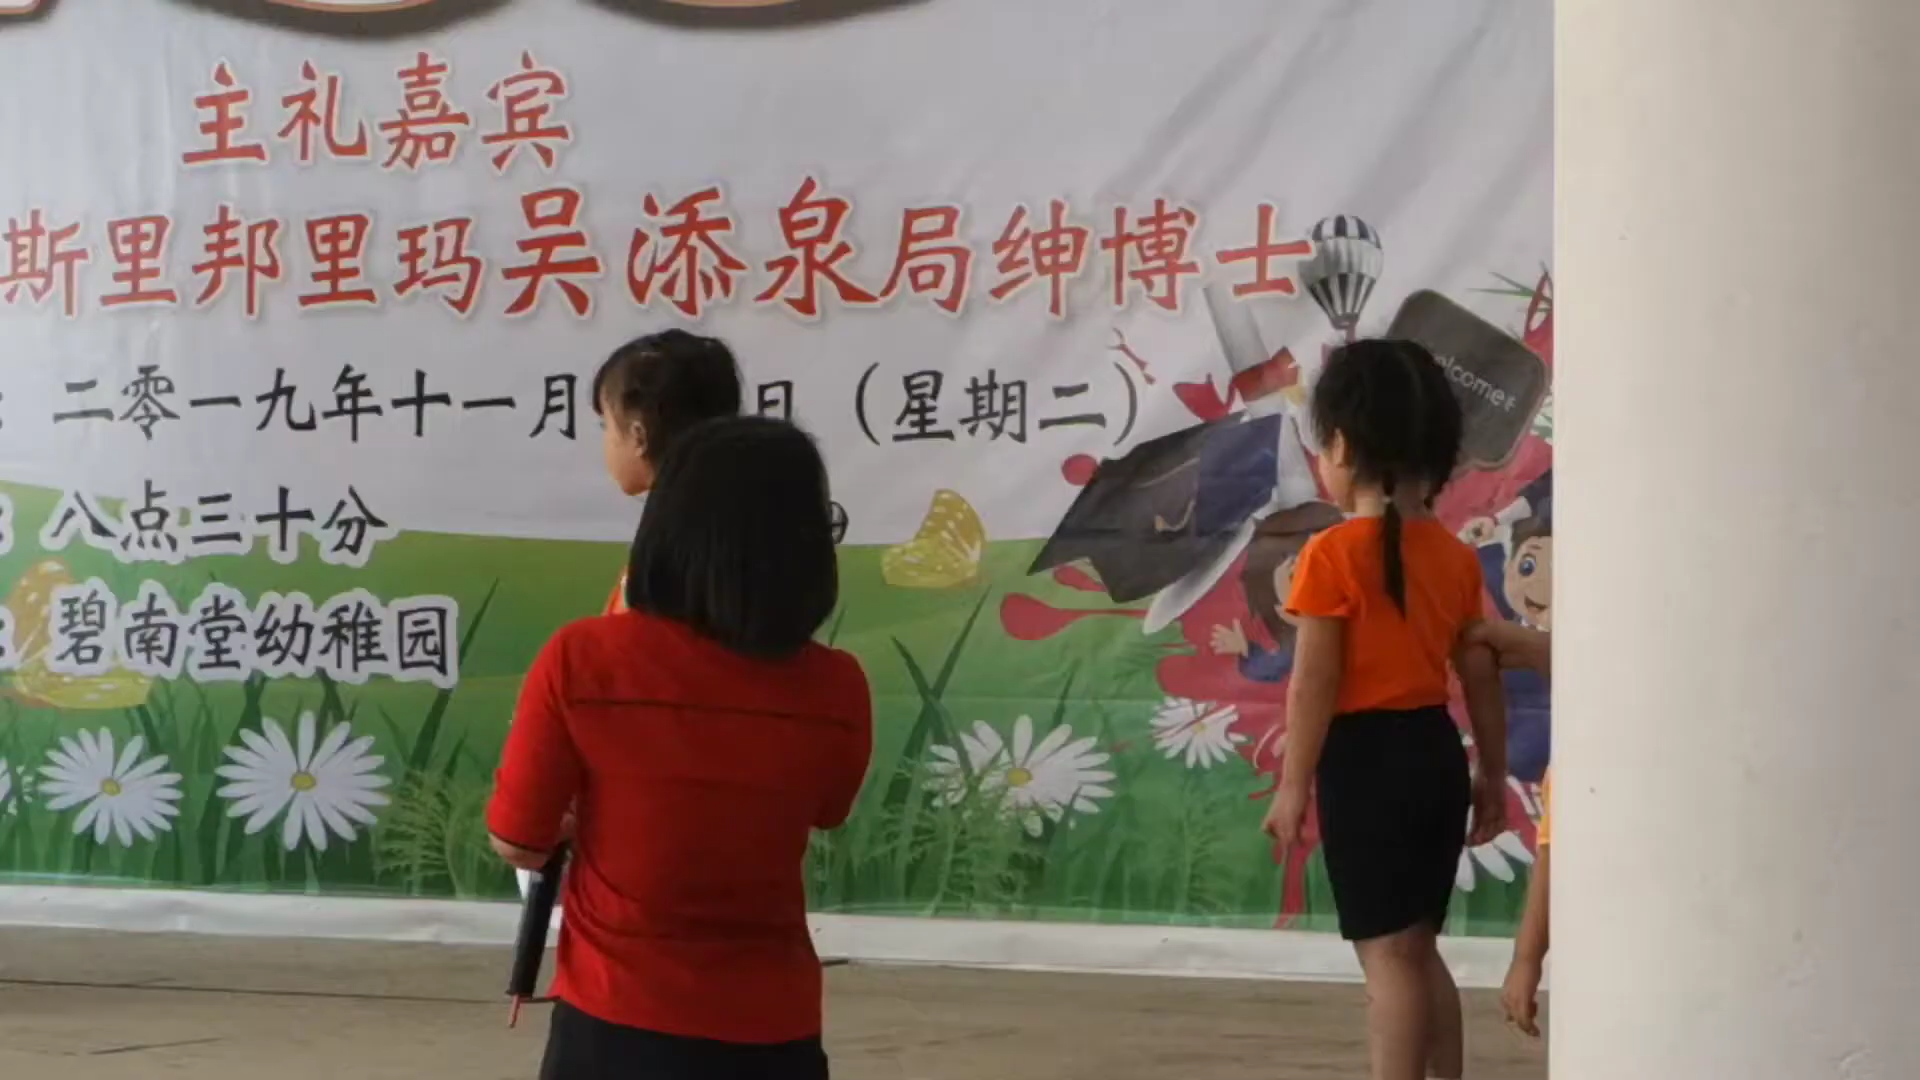 主礼嘉宾
斯里邦里玛吴添泉局绅博士
: 二零一九年十一月 日（星期二）
: 八点三十分
: 碧南堂幼稚园